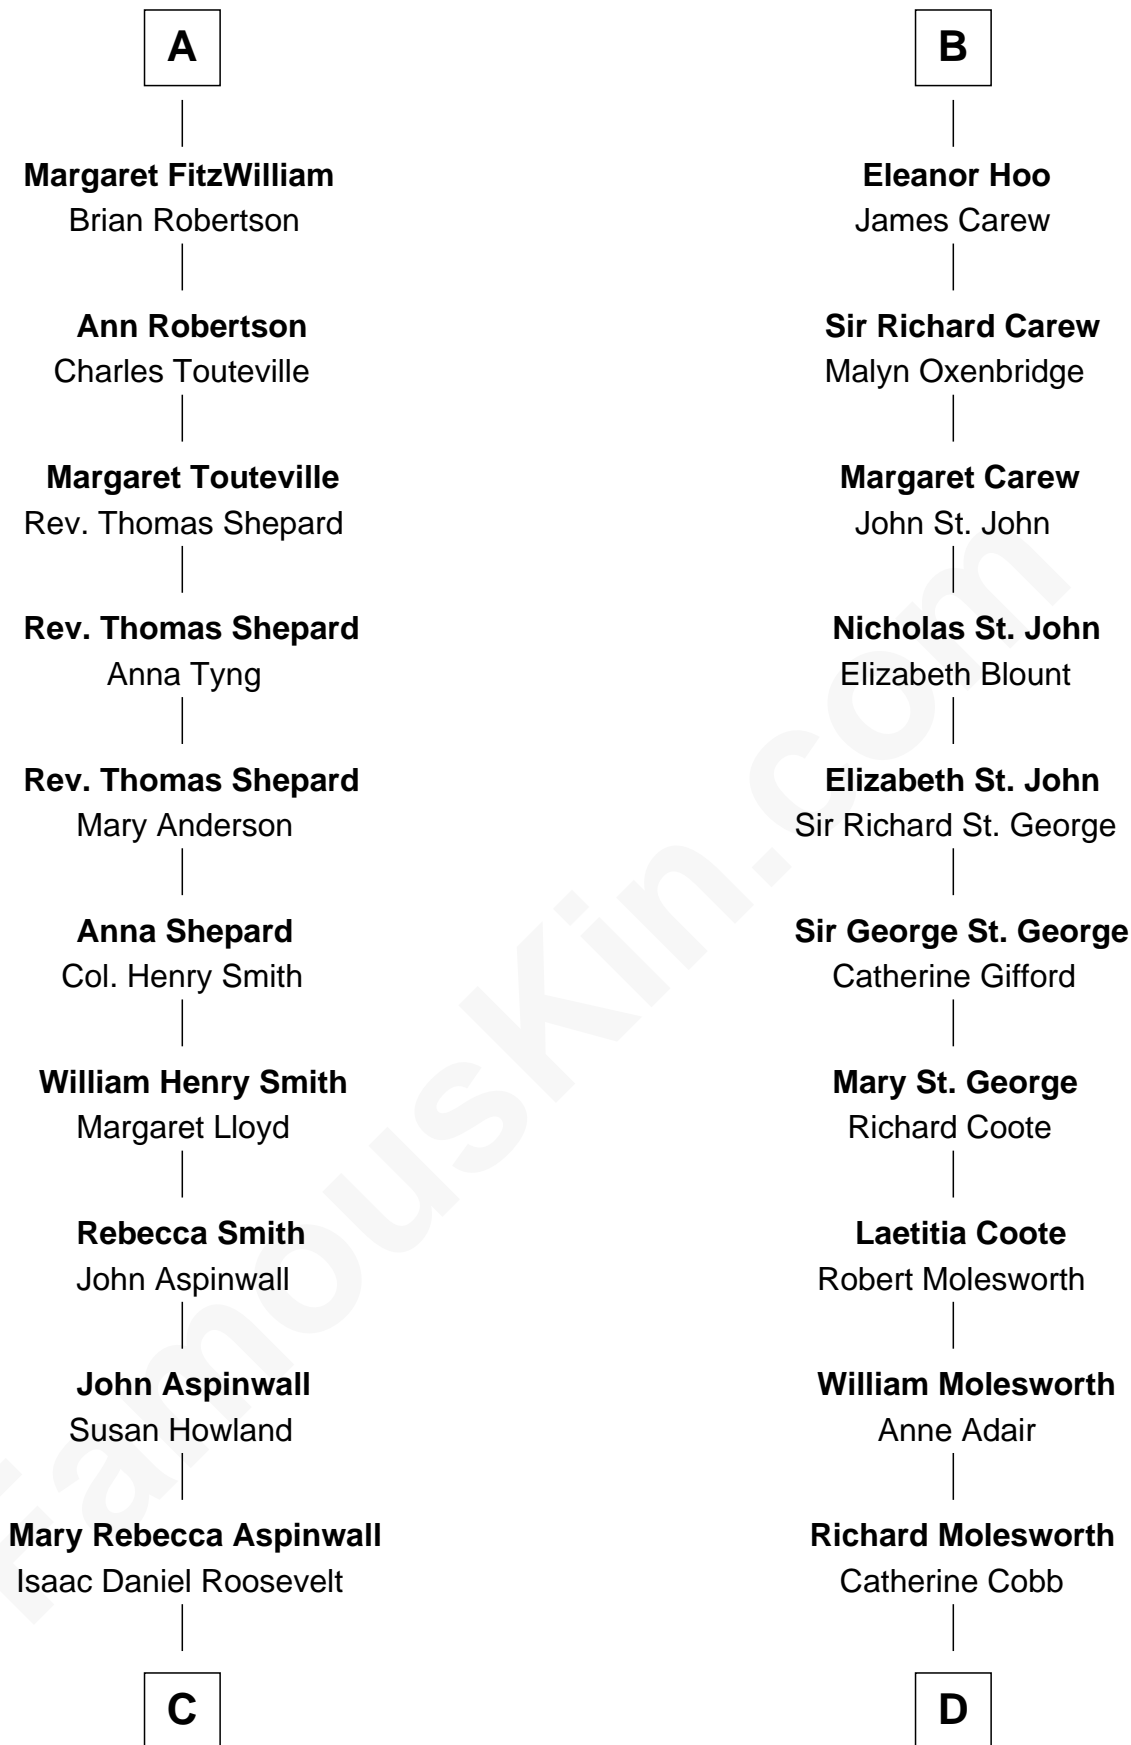 A
Margaret FitzWilliam
Brian Robertson
Ann Robertson
Charles Touteville
Margaret Touteville
Rev. Thomas Shepard
Rev. Thomas Shepard
Anna Tyng
Rev. Thomas Shepard
Mary Anderson
Anna Shepard
Col. Henry Smith
William Henry Smith
Margaret Lloyd
Rebecca Smith
John Aspinwall
John Aspinwall
Susan Howland
Mary Rebecca Aspinwall
Isaac Daniel Roosevelt
C
B
Eleanor Hoo
James Carew
Sir Richard Carew
Malyn Oxenbridge
Margaret Carew
John St. John
Nicholas St. John
Elizabeth Blount
Elizabeth St. John
Sir Richard St. George
Sir George St. George
Catherine Gifford
Mary St. George
Richard Coote
Laetitia Coote
Robert Molesworth
William Molesworth
Anne Adair
Richard Molesworth
Catherine Cobb
D
FamousKin.com